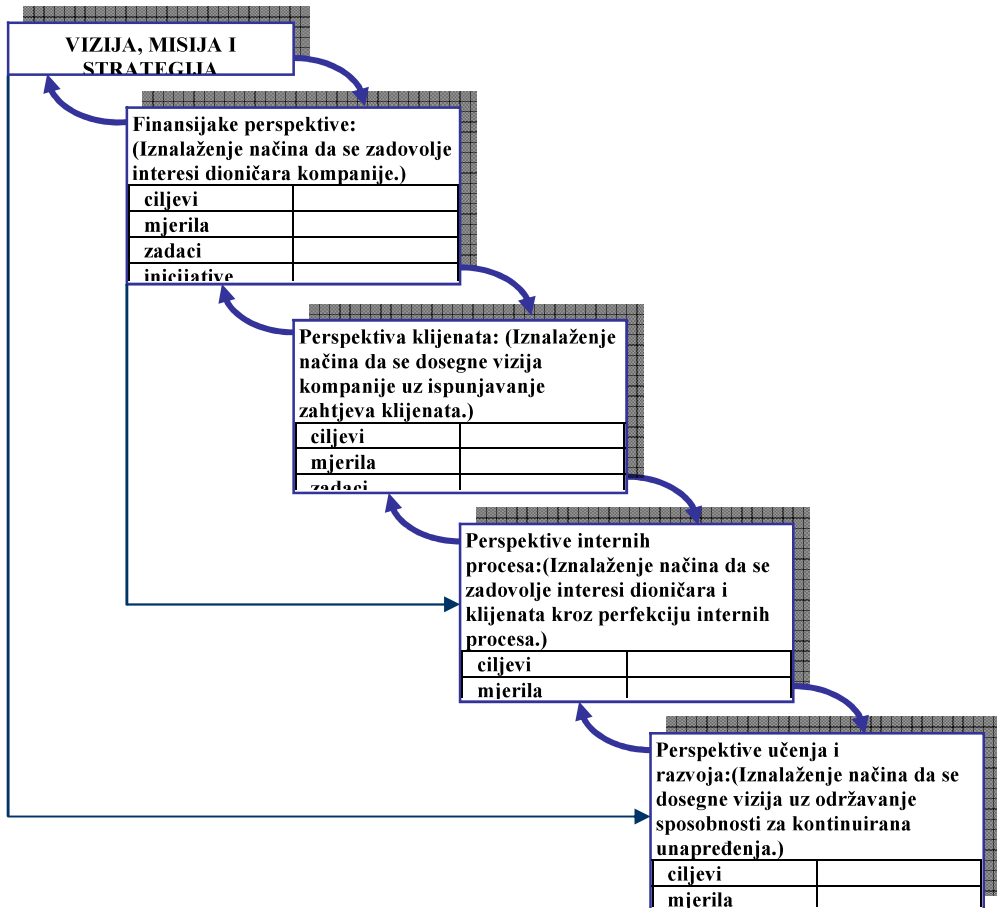 VIZIJA, MISIJA I
STRATEGIJA
Finansijake perspektive:
(Iznalaženje načina da se zadovolje
interesi dioničara kompanije.)
ciljevi
mjerila
zadaci
inicijative
Perspektiva klijenata: (Iznalaženje
načina da se dosegne vizija
kompanije uz ispunjavanje
zahtjeva klijenata.)
ciljevi
mjerila
zadaci
Perspektive internih
procesa:(Iznalaženje načina da se
zadovolje interesi dioničara i
klijenata kroz perfekciju internih
procesa.)
ciljevi
mjerila
Perspektive učenja i
razvoja:(Iznalaženje načina da se
dosegne vizija uz održavanje
sposobnosti za kontinuirana
unapređenja.)
ciljevi
mjerila